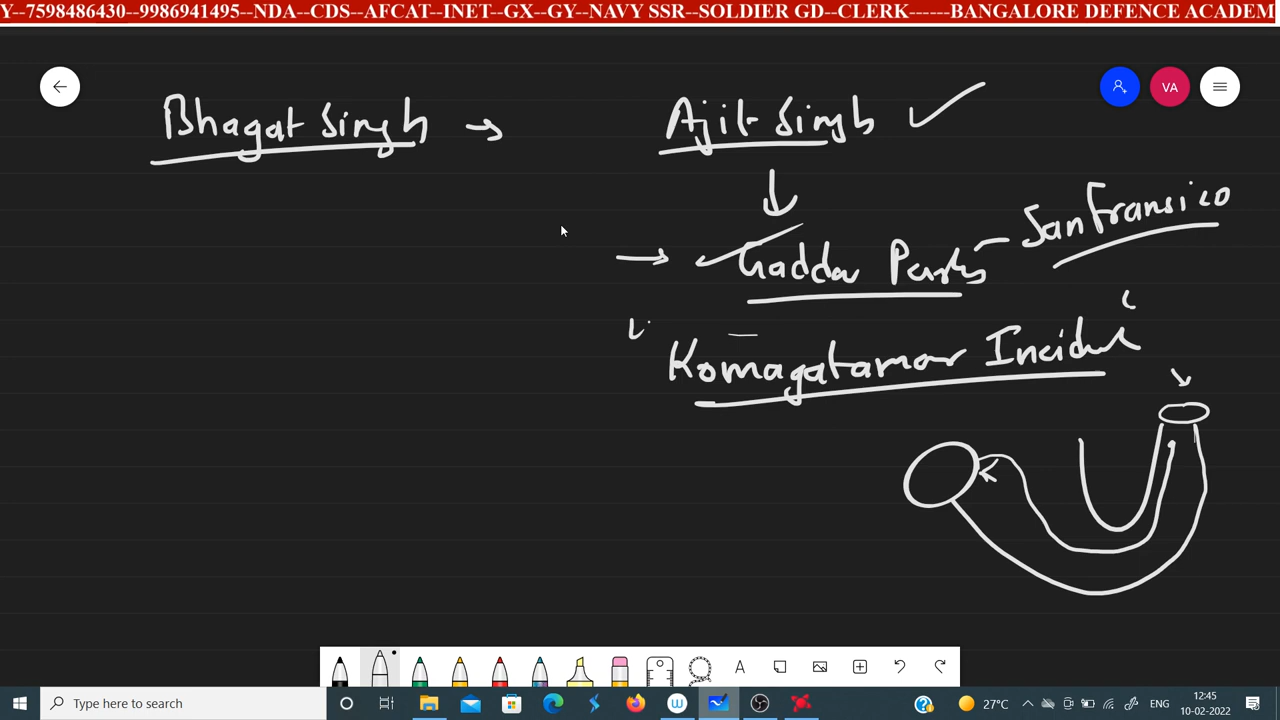 Y--7598486430--9986941495--NDA--CDS--AFCAT--INET--GX--GY--NAVY SSR--SOLDIER GD--CLERK------BANGALORE DEFENCE ACADEM
VA
Bhagat Singh → Ajit Singh ✓
↓
→ Gaddar Party - San Fransico
Komagatamar Incident
A
Type here to search
27°C
ENG
12:45
10-02-2022